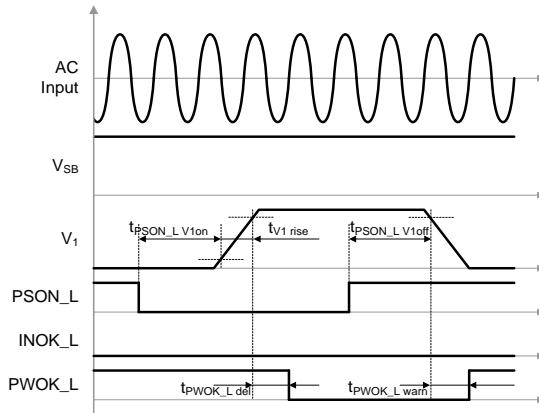 AC
Input
VSB
V1
tPSON_L V1on
tV1 rise
tPSON_L V1off
PSON_L
INOK_L
PWOK_L
tPWOK_L del
tPWOK_L warn